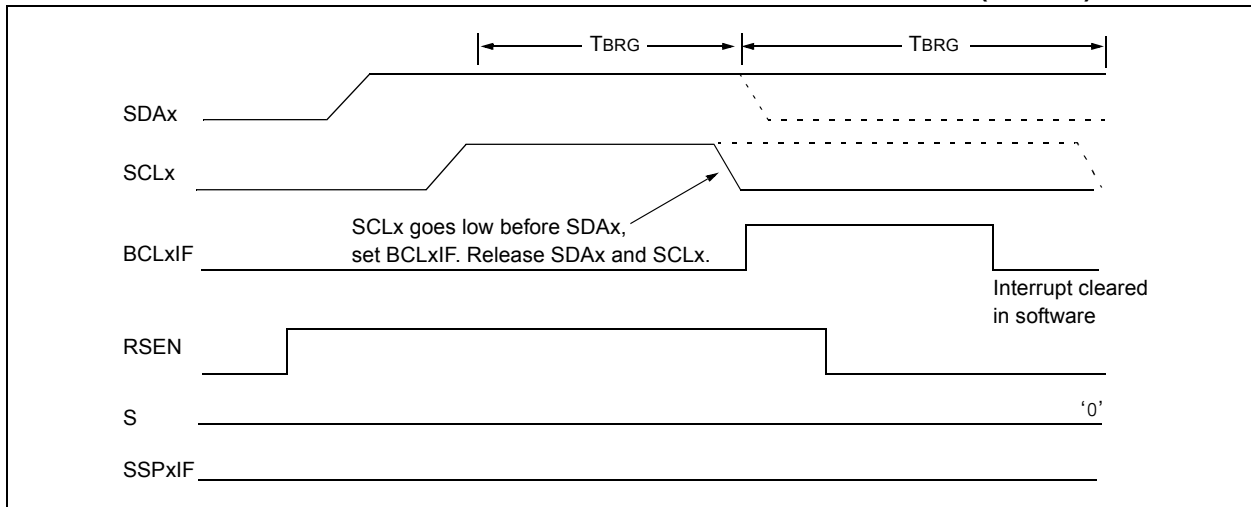 TBRG TBRG
SDAx
SCLx
SCLx goes low before SDAx,
set BCLxIF. Release SDAx and SCLx.
BCLxIF
Interrupt cleared
in software
RSEN
S
‘0’
SSPxIF